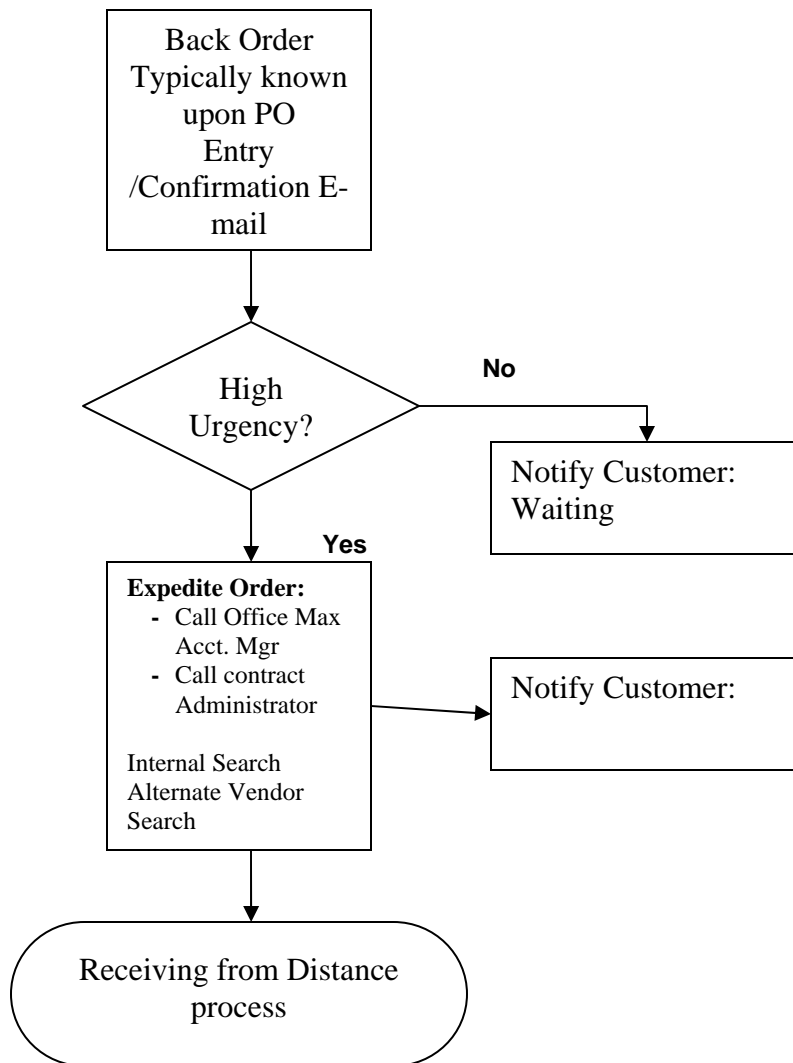 Back Order
Typically known
upon PO
Entry
/Confirmation E-
mail
High
Urgency?
No
Notify Customer:
Waiting
Yes
Expedite Order:
- Call Office Max
Acct. Mgr
- Call contract
Administrator
Internal Search
Alternate Vendor
Search
Notify Customer:
Receiving from Distance
process